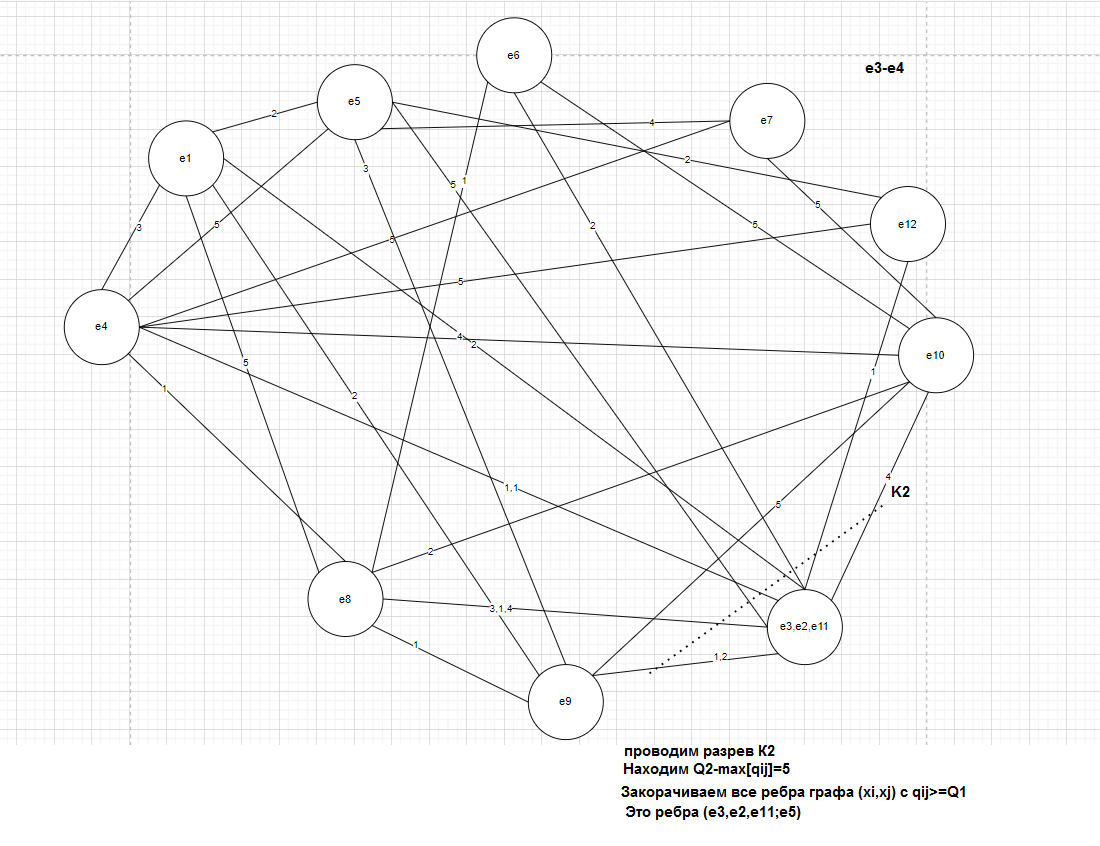 e6
e3-e4
e5
e7
2
4
e1
2
3
5
1
5
e12
3
5
5
2
5
5
e4
4
2
e10
5
1
1
2
4
1,1
K2
5
2
e8
3,1,4
e3,e2,e11
1
1,2
e9
проводим разрев К2
Находим Q2-max[qij]=5
Закорачиваем все ребра графа (xi,xj) с qij>=Q1
Это ребра (e3,e2,e11;e5)